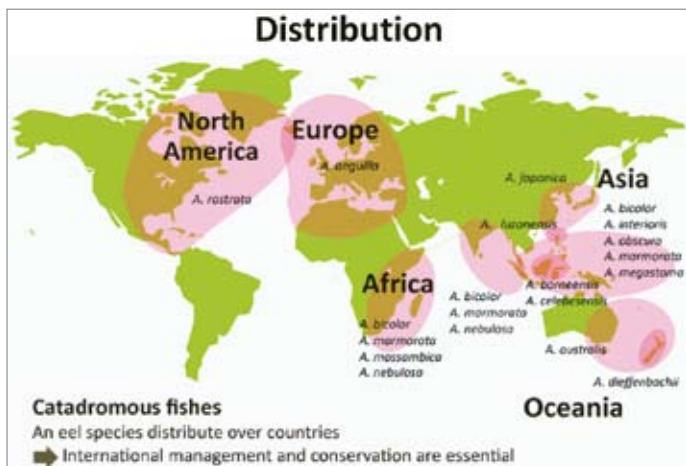 Distribution
North
America
A. rostrata
Europe
A. anguilla
A. japonica
Asia
A. bicolor
A. interioris
A. obscura
A. marmorata
A. megastoma
A. luzonensis
A. borneensis
A. celebesensis
Africa
A. bicolor
A. marmorata
A. mossambica
A. nebulosa
A. bicolor
A. marmorata
A. nebulosa
A. australis
A. dieffenbachii
Oceania
Catadromous fishes
An eel species distribute over countries
International management and conservation are essential